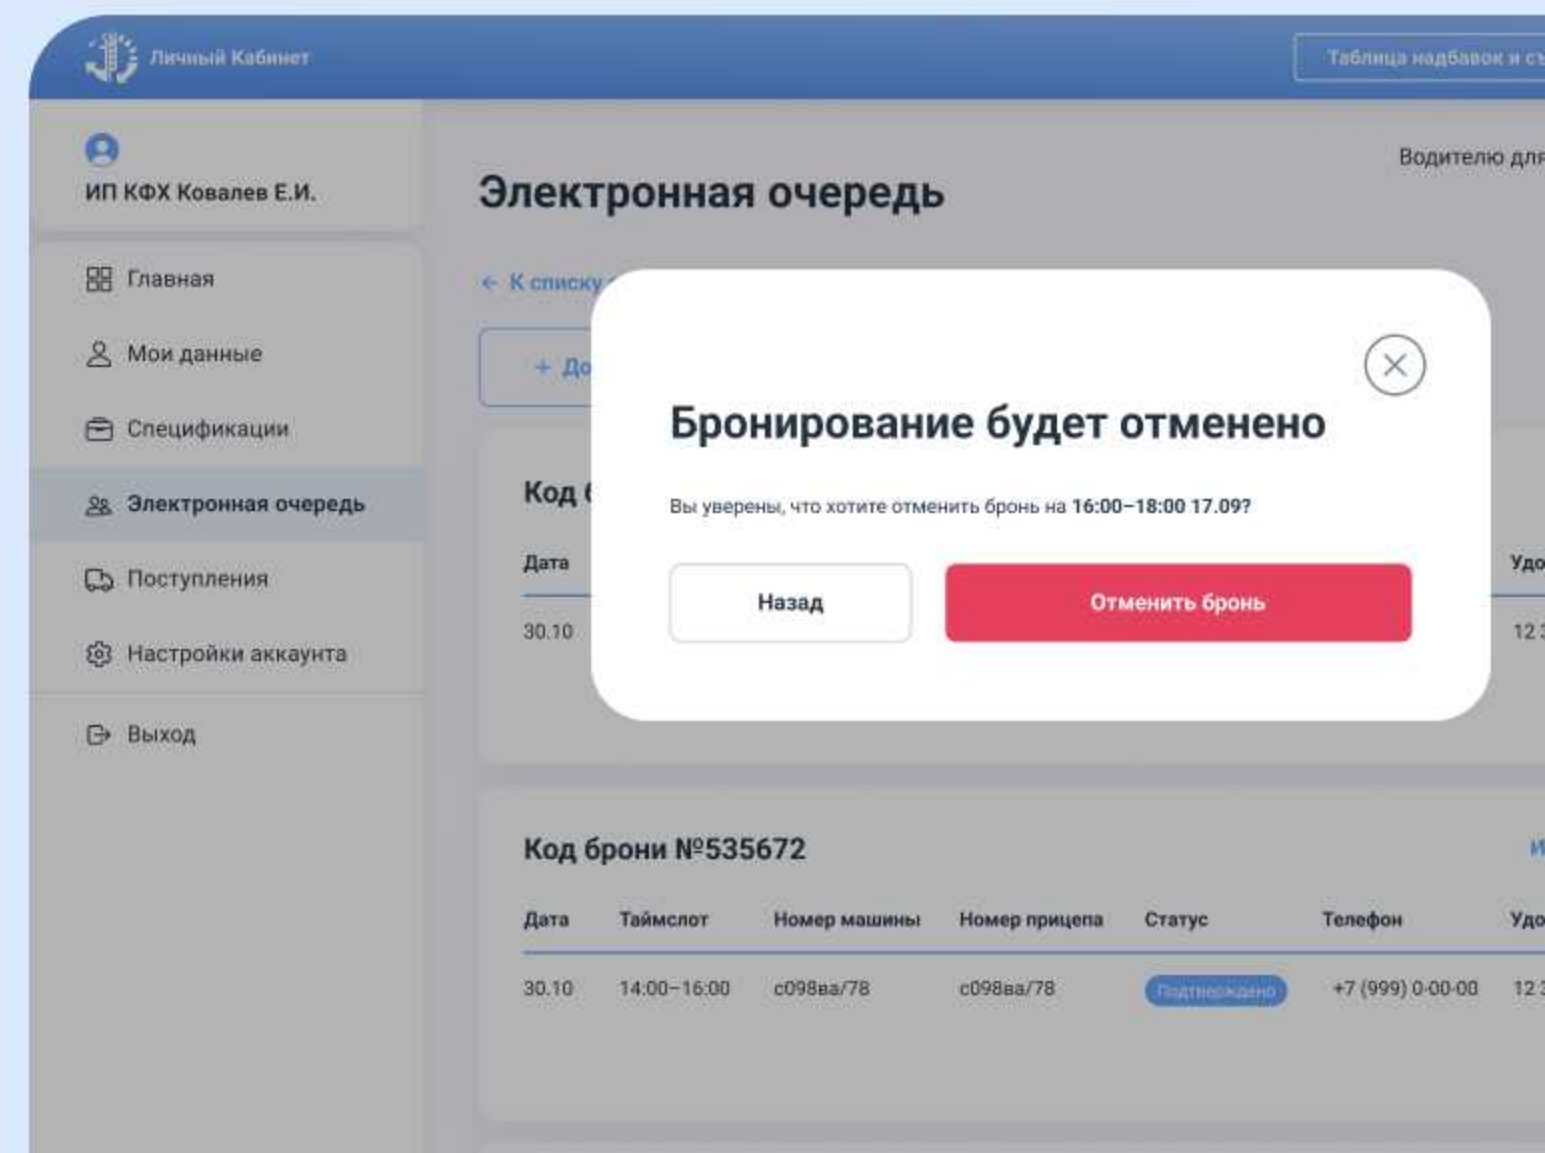 Личный Кабинет
Таблица надбавок и
ИП КФХ Ковалев Е.И.
Водителю для
Электронная очередь
Главная
← К списку
Мои данные
+ До
Спецификации
Бронирование будет отменено
Код
Электронная очередь
Вы уверены, что хотите отменить бронь на 16:00–18:00 17.09?
Дата
Удо
Поступления
Назад
Отменить бронь
30.10
12
Настройки аккаунта
Выход
Код брони №535672
Дата Таймслот Номер машины Номер прицепа Статус Телефон Удо
30.10 14:00–16:00 с098ва/78 с098ва/78 Подтверждено +7 (999) 0-00-00 12